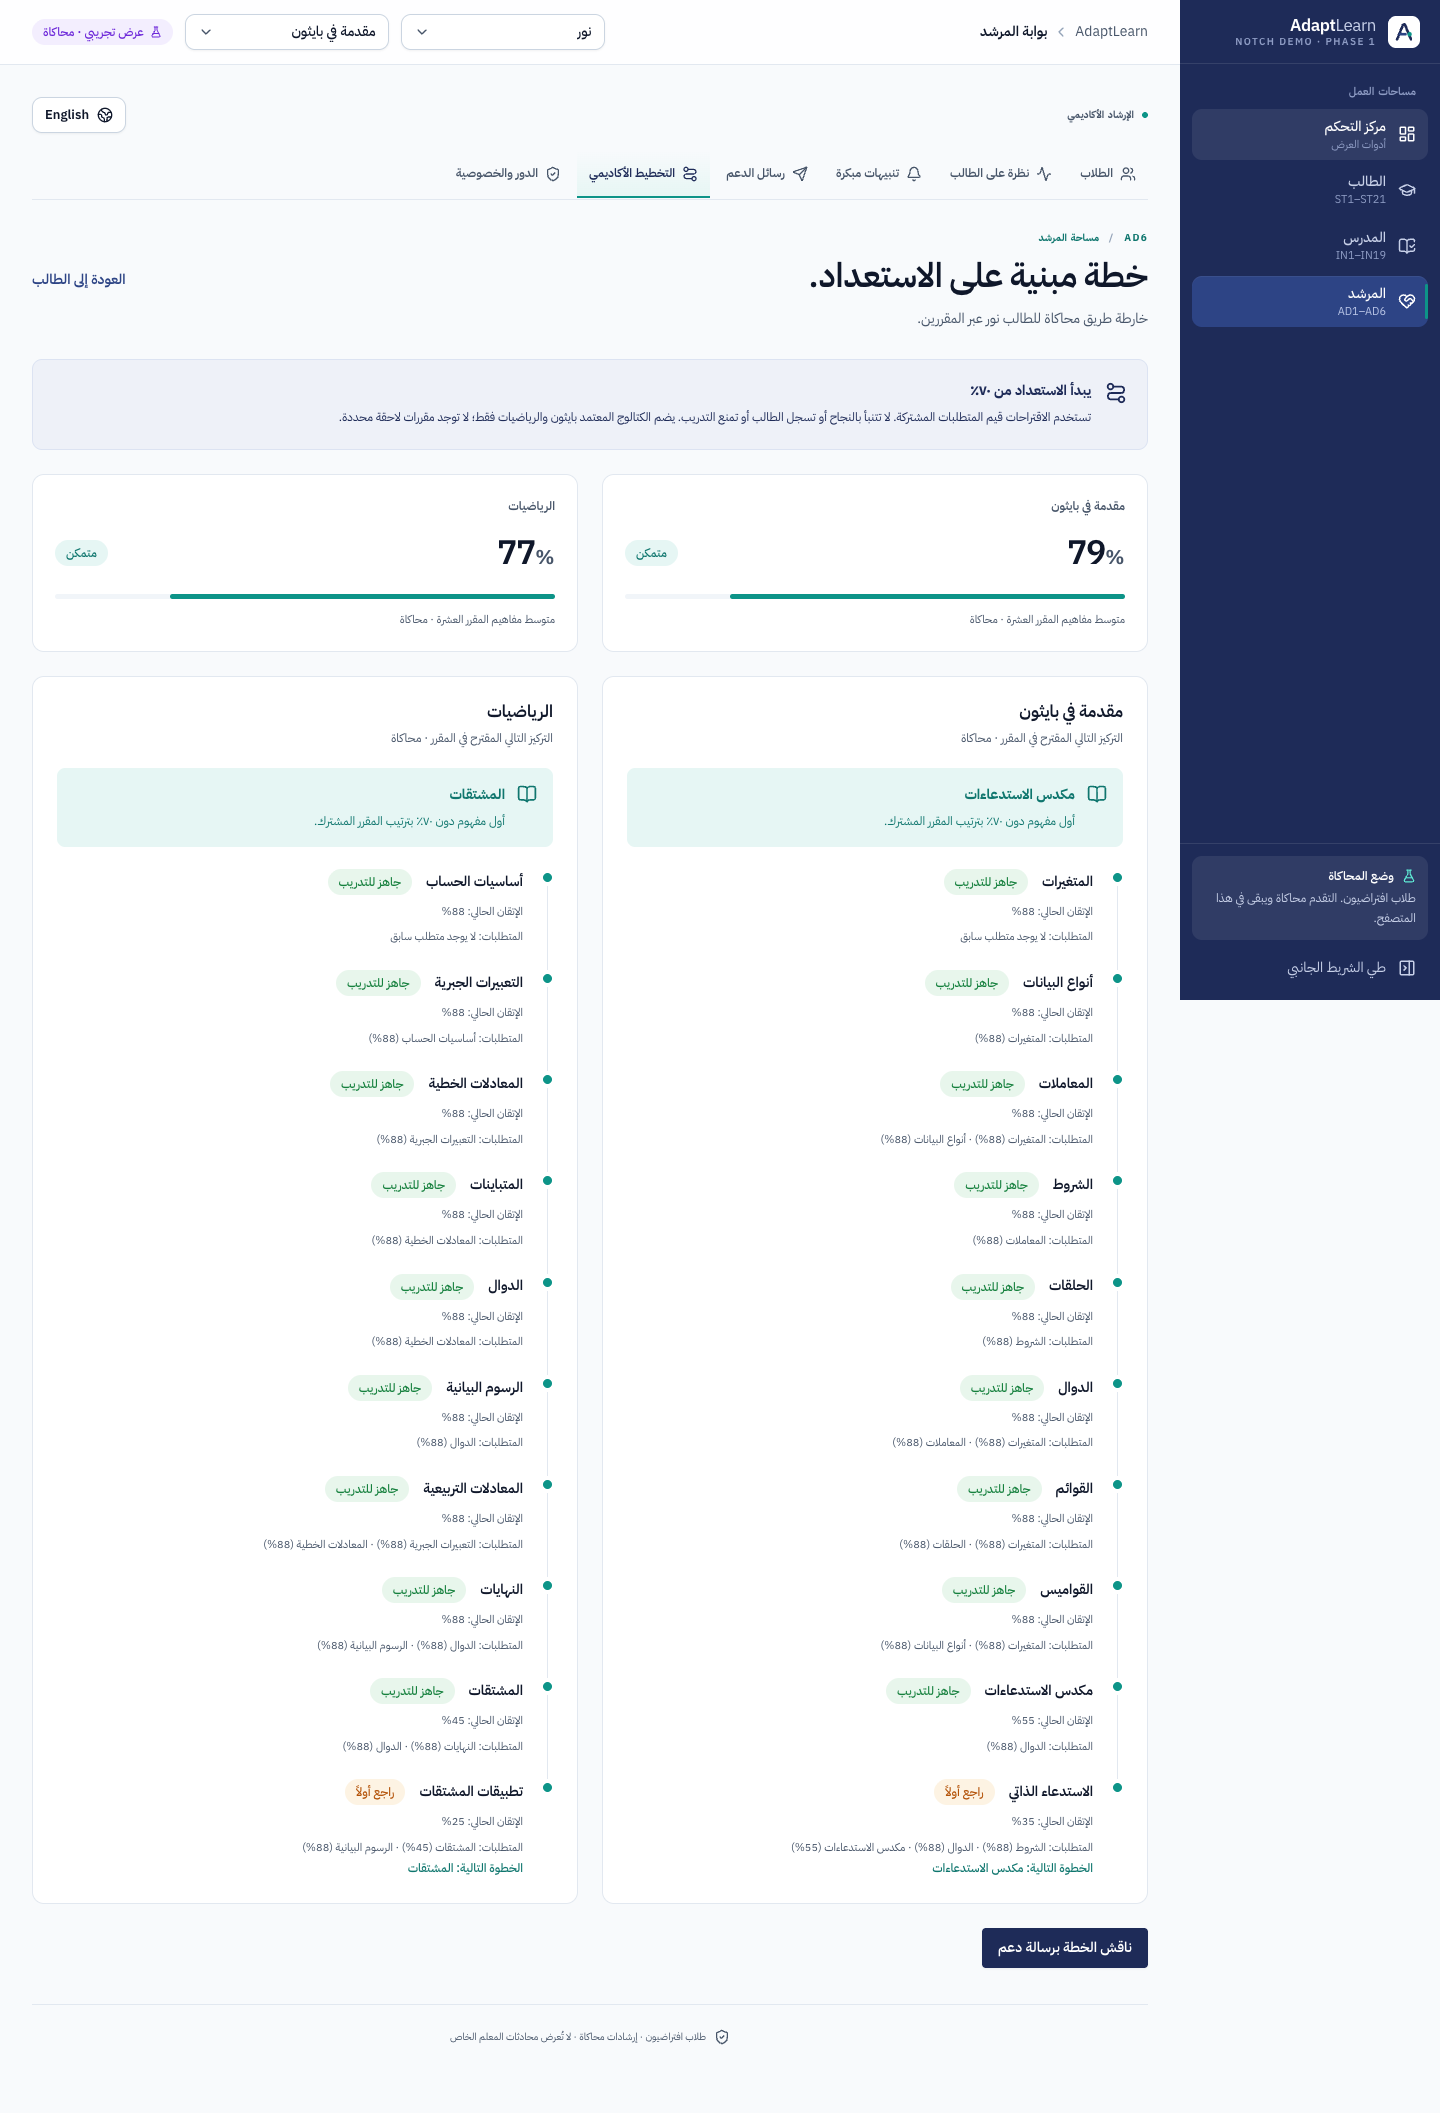 AdaptLearn
NOTCH DEMO · PHASE 1
مساحات العمل
مركز التحكم
أدوات العرض
الطالب
ST1–ST21
المدرس
IN1–IN19
المرشد
AD1–AD6
وضع المحاكاة
طلاب افتراضيون. التقدم محاكاة ويبقى في هذا
المتصفح.
طي الشريط الجانبي
AdaptLearn
بوابة المرشد
نور
مقدمة في بايثون
عرض تجريبي · محاكاة
الإرشاد الأكاديمي
English
الطلاب
نظرة على الطالب
تنبيهات مبكرة
رسائل الدعم
التخطيط الأكاديمي
الدور والخصوصية
AD6 / مساحة المرشد
خطة مبنية على الاستعداد.
العودة إلى الطالب
خارطة طريق محاكاة للطالب نور عبر المقررين.
يبدأ الاستعداد من ٧٠٪
تستخدم الاقتراحات قيم المتطلبات المشتركة. لا تتنبأ بالنجاح أو تسجل الطالب أو تمنع التدريب. يضم الكتالوج المعتمد بايثون والرياضيات فقط؛ لا توجد مقررات لاحقة محددة.
مقدمة في بايثون
79%
متمكن
متوسط مفاهيم المقرر العشرة · محاكاة
الرياضيات
77%
متمكن
متوسط مفاهيم المقرر العشرة · محاكاة
مقدمة في بايثون
التركيز التالي المقترح في المقرر · محاكاة
مكدس الاستدعاءات
أول مفهوم دون ٧٠٪ بترتيب المقرر المشترك.
المتغيرات جاهز للتدريب
الإتقان الحالي: 88%
المتطلبات: لا يوجد متطلب سابق
أنواع البيانات جاهز للتدريب
الإتقان الحالي: 88%
المتطلبات: المتغيرات (88%)
المعاملات جاهز للتدريب
الإتقان الحالي: 88%
المتطلبات: المتغيرات (88%) · أنواع البيانات (88%)
الشروط جاهز للتدريب
الإتقان الحالي: 88%
المتطلبات: المعاملات (88%)
الحلقات جاهز للتدريب
الإتقان الحالي: 88%
المتطلبات: الشروط (88%)
الدوال جاهز للتدريب
الإتقان الحالي: 88%
المتطلبات: المتغيرات (88%) · المعاملات (88%)
القوائم جاهز للتدريب
الإتقان الحالي: 88%
المتطلبات: المتغيرات (88%) · الحلقات (88%)
القواميس جاهز للتدريب
الإتقان الحالي: 88%
المتطلبات: المتغيرات (88%) · أنواع البيانات (88%)
مكدس الاستدعاءات جاهز للتدريب
الإتقان الحالي: 55%
المتطلبات: الدوال (88%)
الاستدعاء الذاتي راجع أولاً
الإتقان الحالي: 35%
المتطلبات: الشروط (88%) · الدوال (88%) · مكدس الاستدعاءات (55%)
الخطوة التالية: مكدس الاستدعاءات
الرياضيات
التركيز التالي المقترح في المقرر · محاكاة
المشتقات
أول مفهوم دون ٧٠٪ بترتيب المقرر المشترك.
أساسيات الحساب جاهز للتدريب
الإتقان الحالي: 88%
المتطلبات: لا يوجد متطلب سابق
التعبيرات الجبرية جاهز للتدريب
الإتقان الحالي: 88%
المتطلبات: أساسيات الحساب (88%)
المعادلات الخطية جاهز للتدريب
الإتقان الحالي: 88%
المتطلبات: التعبيرات الجبرية (88%)
المتباينات جاهز للتدريب
الإتقان الحالي: 88%
المتطلبات: المعادلات الخطية (88%)
الدوال جاهز للتدريب
الإتقان الحالي: 88%
المتطلبات: المعادلات الخطية (88%)
الرسوم البيانية جاهز للتدريب
الإتقان الحالي: 88%
المتطلبات: الدوال (88%)
المعادلات التربيعية جاهز للتدريب
الإتقان الحالي: 88%
المتطلبات: التعبيرات الجبرية (88%) · المعادلات الخطية (88%)
النهايات جاهز للتدريب
الإتقان الحالي: 88%
المتطلبات: الدوال (88%) · الرسوم البيانية (88%)
المشتقات جاهز للتدريب
الإتقان الحالي: 45%
المتطلبات: النهايات (88%) · الدوال (88%)
تطبيقات المشتقات راجع أولاً
الإتقان الحالي: 25%
المتطلبات: المشتقات (45%) · الرسوم البيانية (88%)
الخطوة التالية: المشتقات
ناقش الخطة برسالة دعم
طلاب افتراضيون · إرشادات محاكاة · لا تُعرض محادثات المعلم الخاص